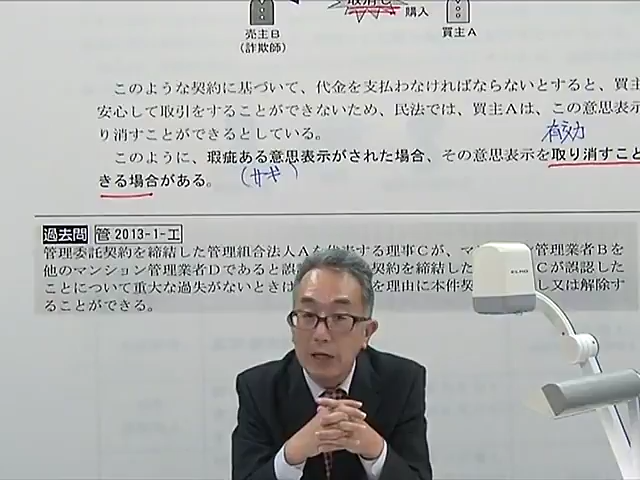 取消し
購入
売主B
買主A
(詐欺師)
このような契約に基づいて、代金を支払わなければならないとすると、買主
安心して取引をすることができないため、民法では、買主Aは、この意思表示
り消すことができるとしている。
有効
このように、瑕疵ある意思表示がされた場合、その意思表示を取り消すこと
(サギ)
きる場合がある。
過去問 管 2013-1-エ
管理委託契約を締結した管理組合法人Aを代表する理事Cが、マ 管理業者Bを
他のマンション管理業者Dであると誤 契約を締結した Cが誤認した
ことについて重大な過失がないときは を理由に本件契 し又は解除す
ることができる。
ELMO